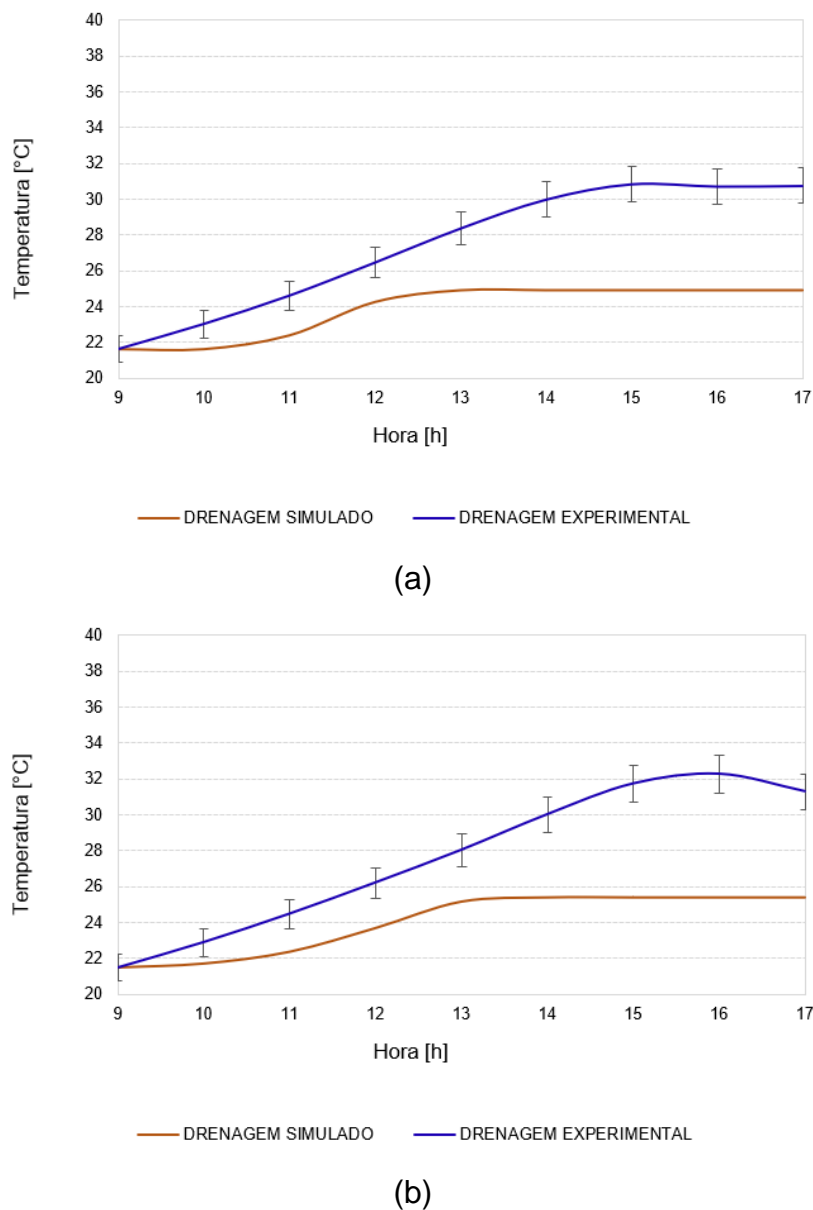 40
38
36
34
32
30
28
26
24
22
20
Temperatura [°C]
9 10 11 12 13 14 15 16 17
Hora [h]
DRENAGEM SIMULADO DRENAGEM EXPERIMENTAL
(a)
40
38
36
34
32
30
28
26
24
22
20
Temperatura [°C]
9 10 11 12 13 14 15 16 17
Hora [h]
DRENAGEM SIMULADO DRENAGEM EXPERIMENTAL
(b)